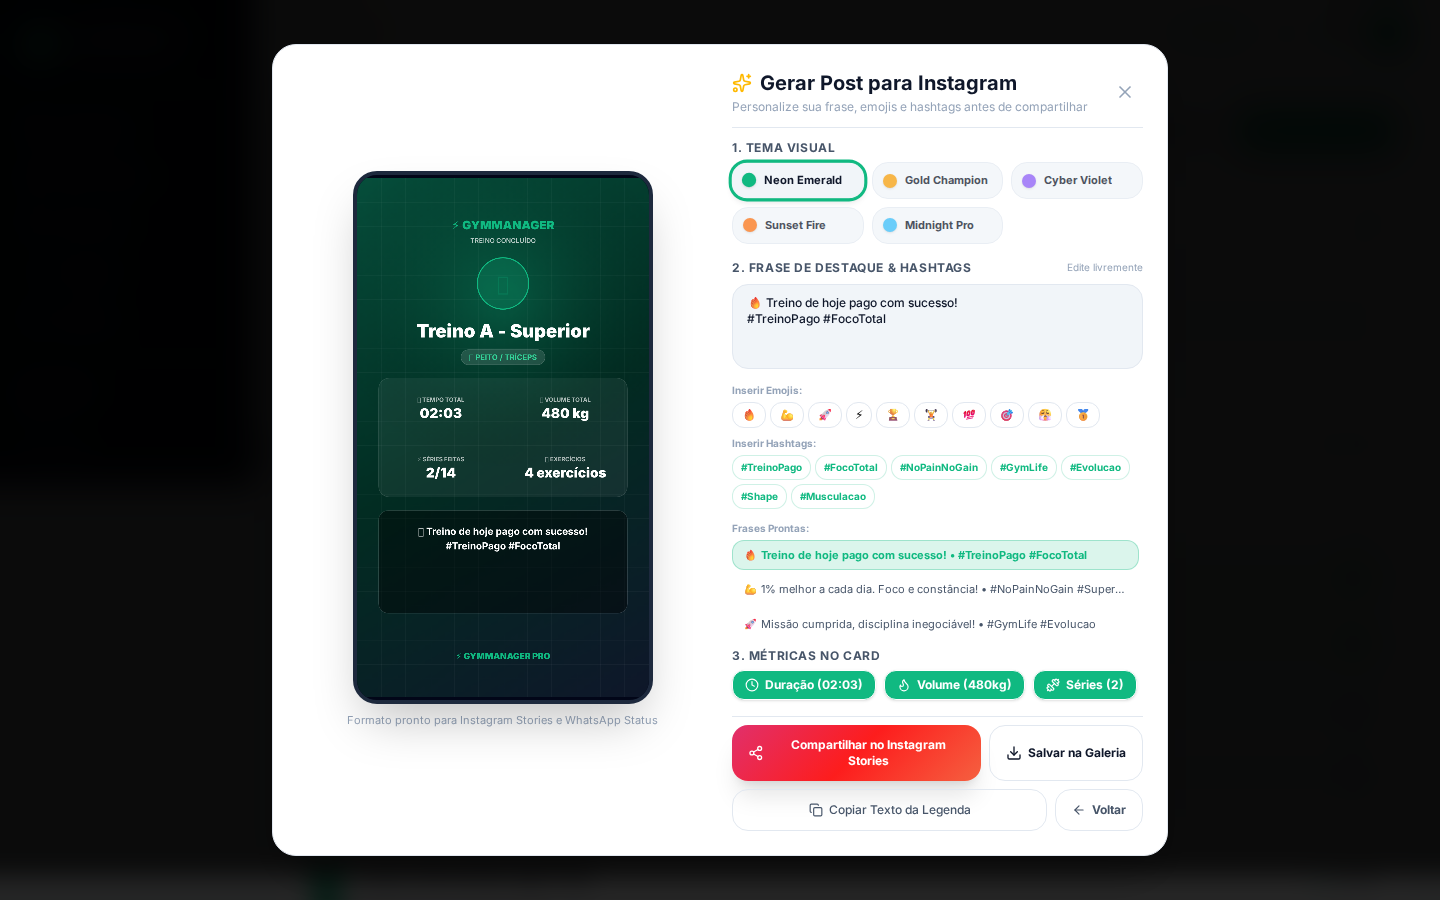 ⚡ GYMMANAGER
TREINO CONCLUÍDO
Treino A - Superior
PEITO / TRÍCEPS
TEMPO TOTAL
02:03
VOLUME TOTAL
480 kg
⚡ SÉRIES FEITAS
2/14
EXERCÍCIOS
4 exercícios
Treino de hoje pago com sucesso!
#TreinoPago #FocoTotal
⚡ GYMMANAGER PRO
Formato pronto para Instagram Stories e WhatsApp Status
✨ Gerar Post para Instagram
Personalize sua frase, emojis e hashtags antes de compartilhar
1. TEMA VISUAL
Neon Emerald
Gold Champion
Cyber Violet
Sunset Fire
Midnight Pro
2. FRASE DE DESTAQUE & HASHTAGS
Edite livremente
🔥 Treino de hoje pago com sucesso!
#TreinoPago #FocoTotal
Inserir Emojis:
🔥 💪 🚀 ⚡ 🏆 🏋️ 💯 🎯 😤 🥇
Inserir Hashtags:
#TreinoPago #FocoTotal #NoPainNoGain #GymLife #Evolucao
#Shape #Musculacao
Frases Prontas:
🔥 Treino de hoje pago com sucesso! • #TreinoPago #FocoTotal
💪 1% melhor a cada dia. Foco e constância! • #NoPainNoGain #Super...
🚀 Missão cumprida, disciplina inegociável! • #GymLife #Evolucao
3. MÉTRICAS NO CARD
Duração (02:03)
Volume (480kg)
Séries (2)
Compartilhar no Instagram
Stories
Salvar na Galeria
Copiar Texto da Legenda
Voltar